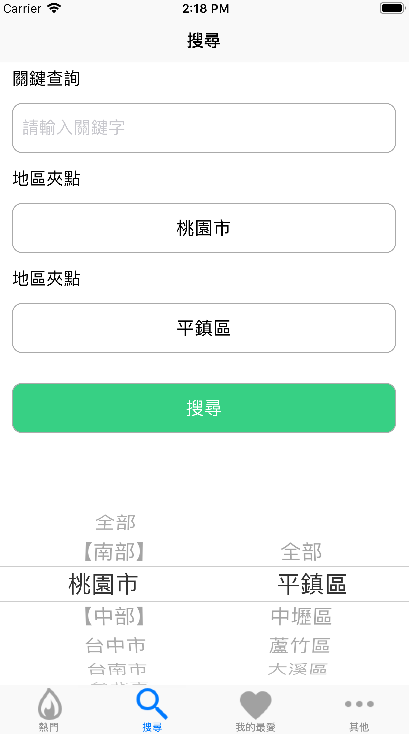 Carrier 2:18 PM
搜尋
關鍵查詢
請輸入關鍵字
地區夾點
桃園市
地區夾點
平鎮區
搜尋
全部
【南部】 全部
桃園市 平鎮區
【中部】 中壢區
台中市 蘆竹區
台南市 大溪區
熱門 搜尋 我的最愛 其他